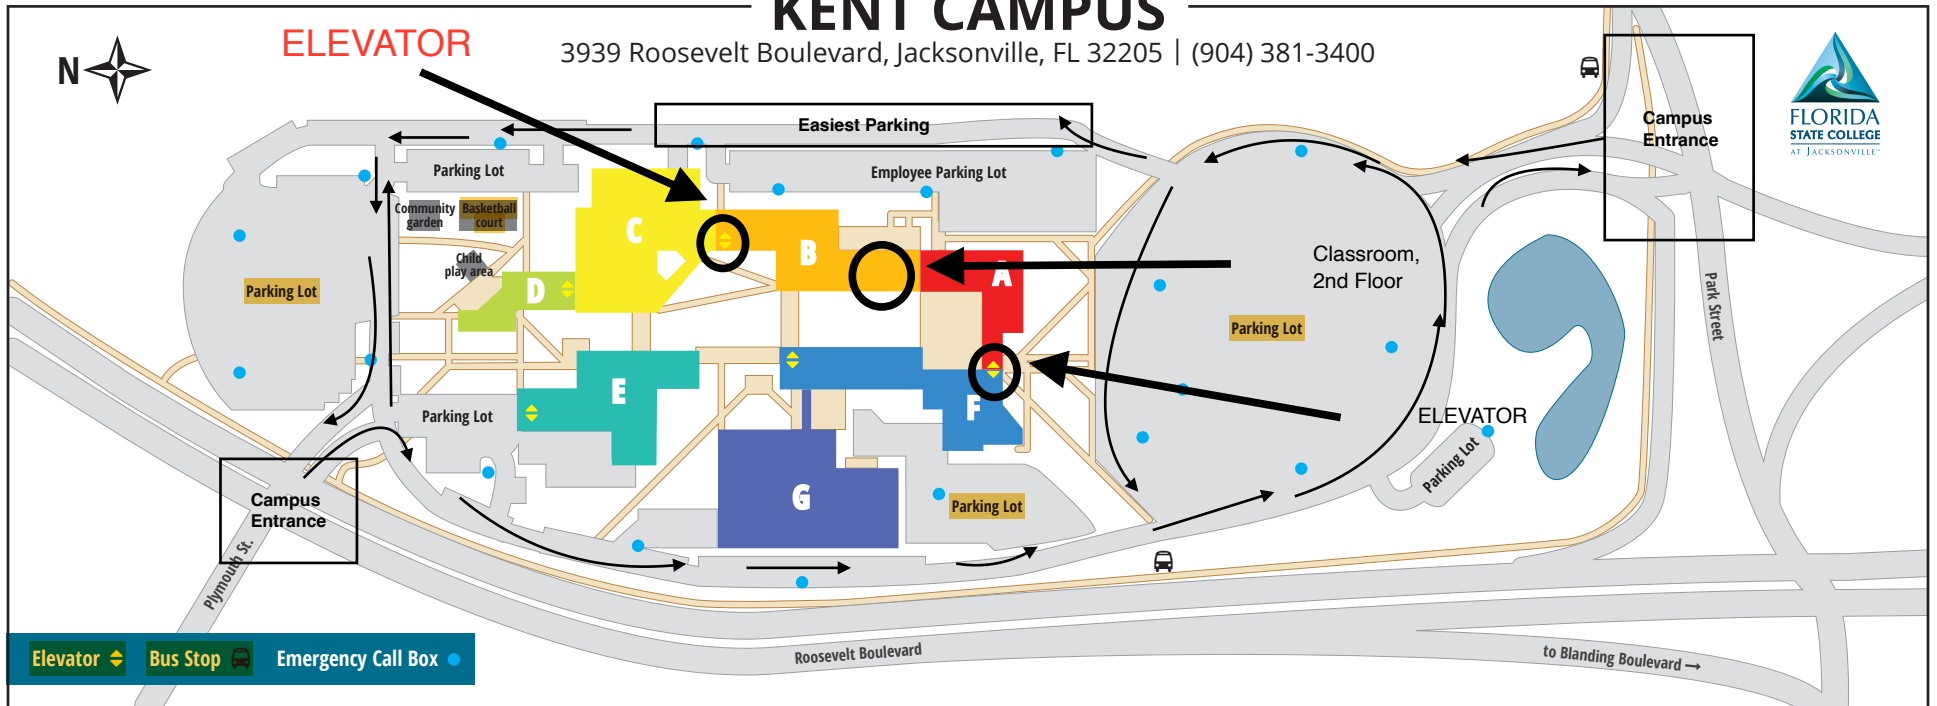 KENT CAMPUS
3939 Roosevelt Boulevard, Jacksonville, FL 32205 | (904) 381-3400
N
ELEVATOR
Easiest Parking
Campus
Entrance
FLORIDA
STATE COLLEGE
AT JACKSONVILLE
Parking Lot
Employee Parking Lot
Community
garden
Basketball
court
Child
play area
C
B
A
D
Classroom,
2nd Floor
Parking Lot
Parking Lot
Park Street
E
F
G
Parking Lot
ELEVATOR
Parking Lot
Parking Lot
Campus
Entrance
Plymouth St.
Roosevelt Boulevard
to Blanding Boulevard →
Elevator
Bus Stop
Emergency Call Box